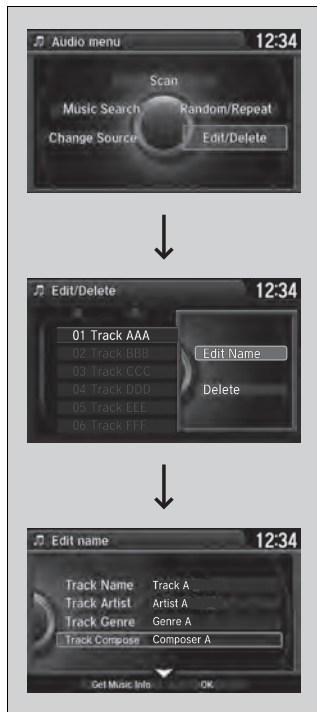 Audio menu 12:34
Scan
Music Search Random/Repeat
Change Source Edit/Delete
Edit/Delete 12:34
01 Track AAA
02 Track BBB
03 Track CCC
04 Track DDD
05 Track EEE
06 Track FFF
Edit Name
Delete
Edit name 12:34
Track Name Track A
Track Artist Artist A
Track Genre Genre A
Track Compose Composer A
Get Music Info OK